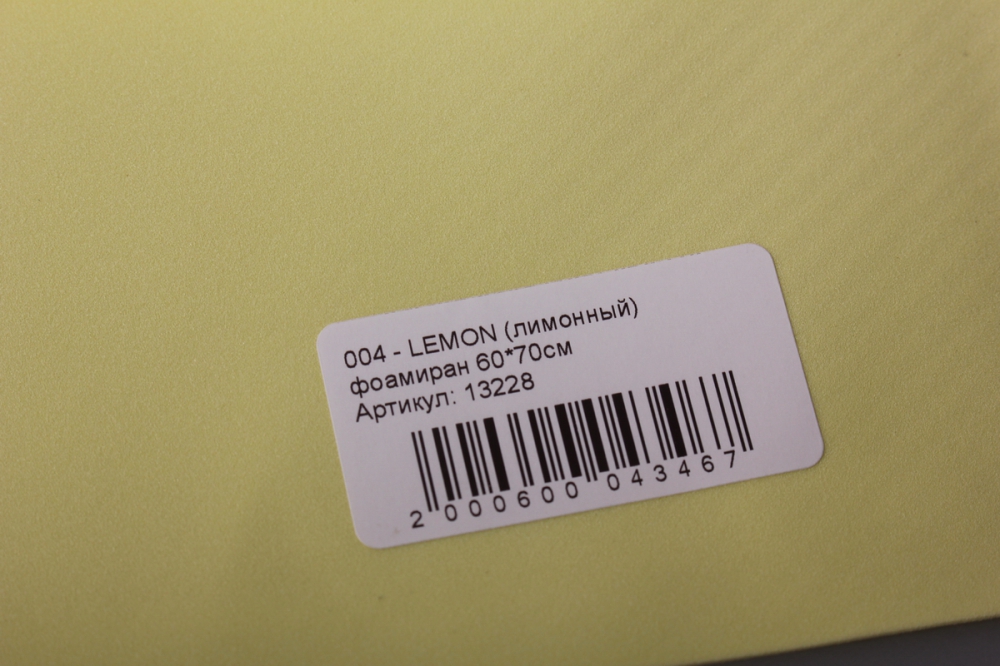 004 - LEMON (лимонный)
фоамиран 60*70см
Артикул: 13228
2 000600 043467